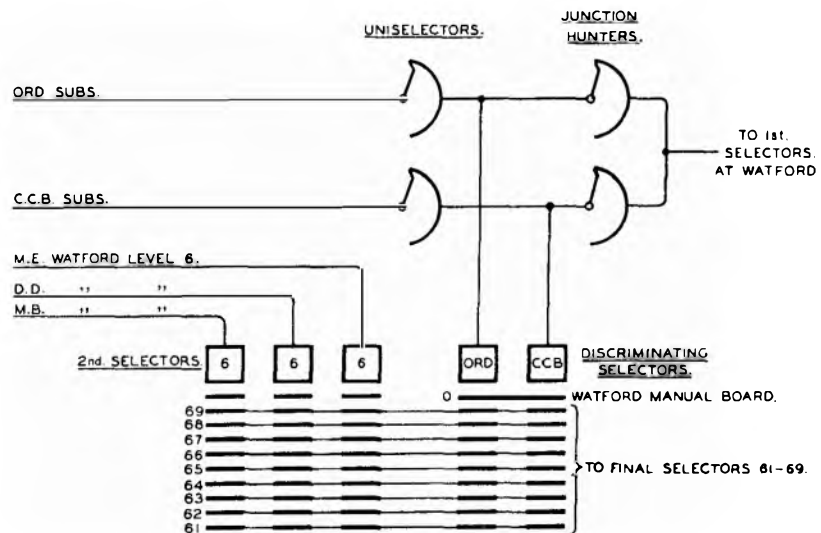 UNISELECTORS.
JUNCTION
HUNTERS.
ORD SUBS.
TO 1st.
SELECTORS.
AT WATFORD
C.C.B. SUBS.
M.E. WATFORD LEVEL 6.
D.D. " "
M.B. " "
2nd. SELECTORS.
6
6
6
ORD
CCB
DISCRIMINATING
SELECTORS.
O
WATFORD MANUAL BOARD.
69
68
67
66
65
64
63
62
61
TO FINAL SELECTORS 61-69.